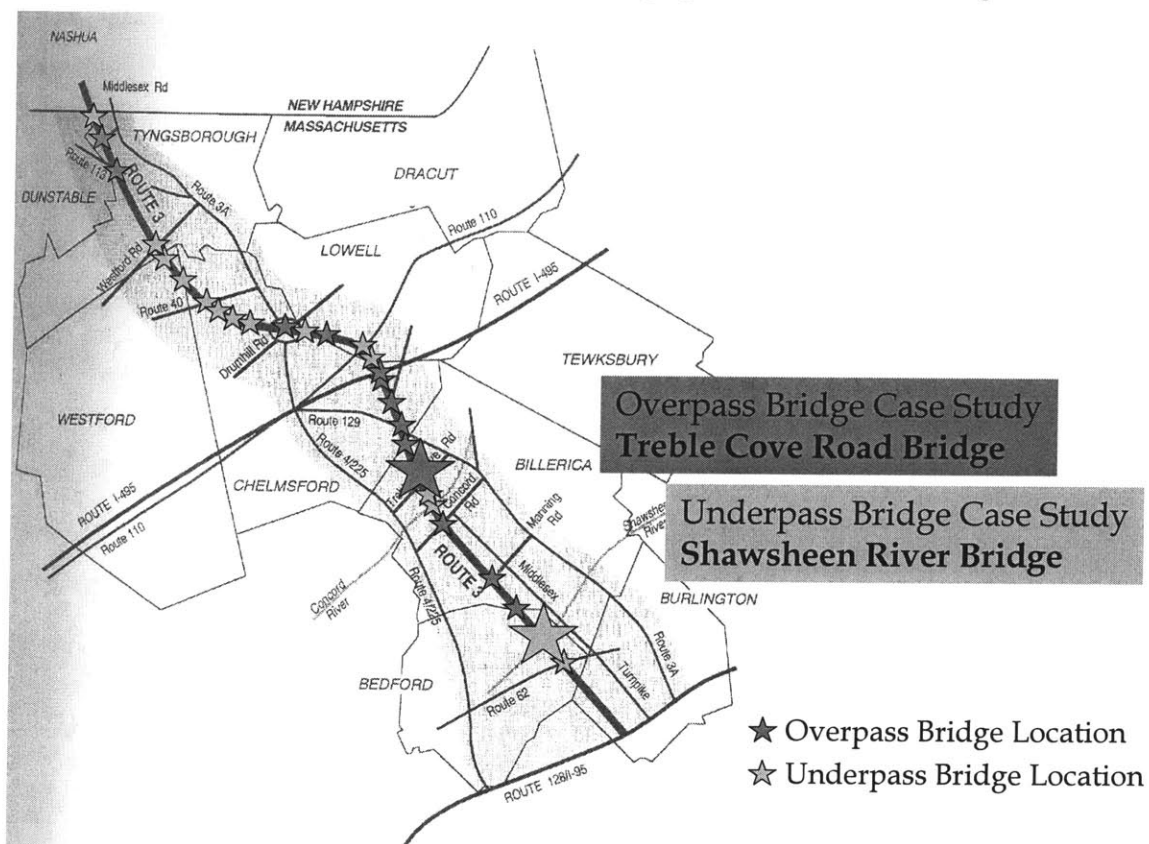 NASHUA
Middlesex Rd
NEW HAMPSHIRE
MASSACHUSETTS
TYNGSBOROUGH
Route 113
ROUTE 3
Route 3A
DRACUT
DUNSTABLE
Route 110
LOWELL
Westford Rd
ROUTE I-495
Route 40
Drumhill Rd
TEWKSBURY
Overpass Bridge Case Study
Treble Cove Road Bridge
WESTFORD
Route 129
Route 4/225
Rd
BILLERICA
CHELMSFORD
Concord
Rd
Manning
Rd
ROUTE I-495
Route 110
Underpass Bridge Case Study
Shawsheen River Bridge
River
ROUTE 3
Middlesex
Concord
River
Route 4/225
BURLINGTON
Route 3A
BEDFORD
Turnpike
Route 62
ROUTE 128/I-95
Overpass Bridge Location
Underpass Bridge Location